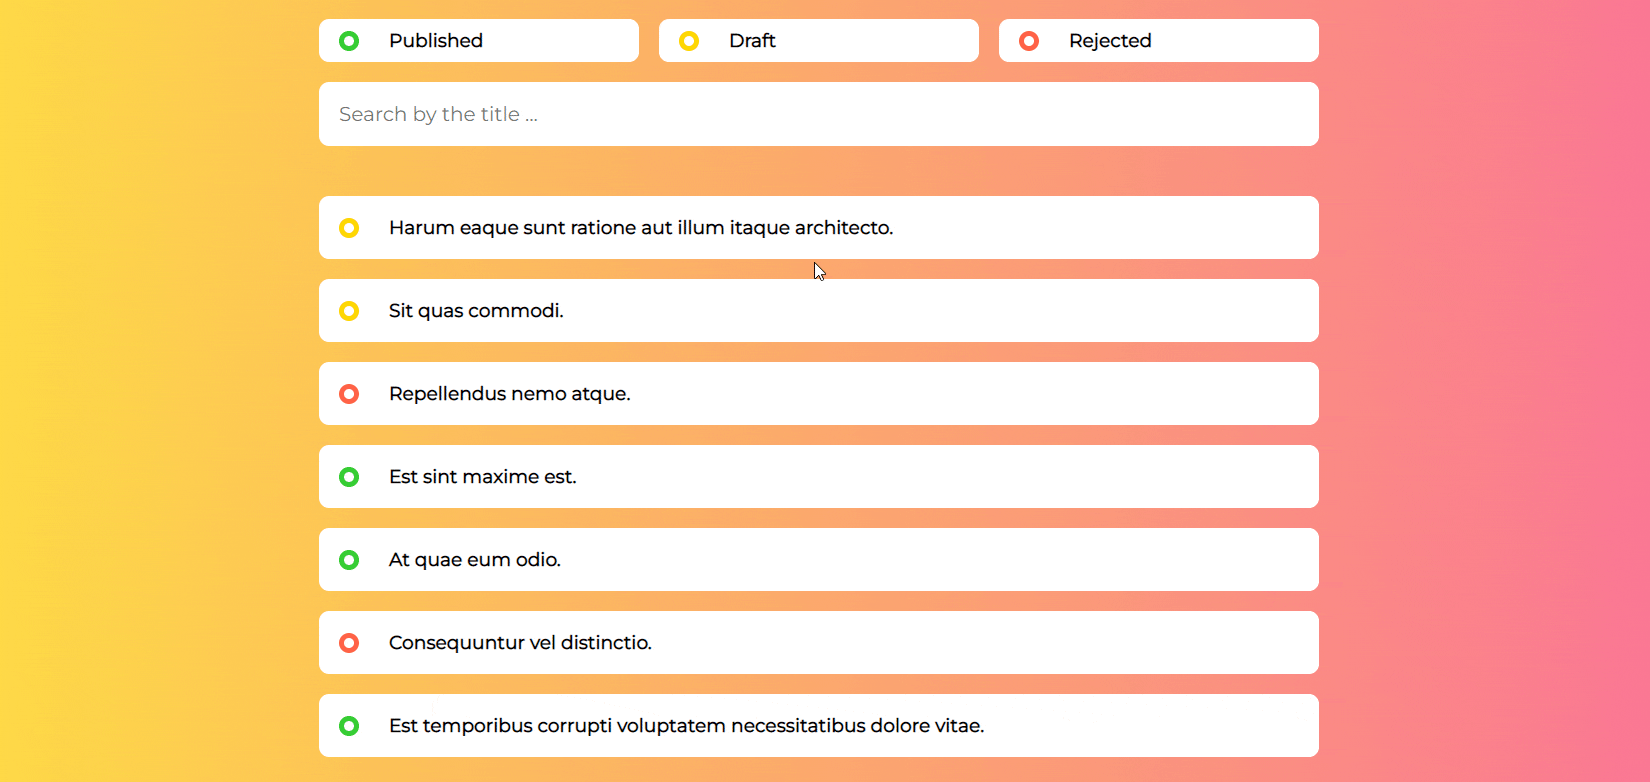 Published
Draft
Rejected
Search by the title ...
Harum eaque sunt ratione aut illum itaque architecto.
Sit quas commodi.
Repellendus nemo atque.
Est sint maxime est.
At quae eum odio.
Consequuntur vel distinctio.
Est temporibus corrupti voluptatem necessitatibus dolore vitae.